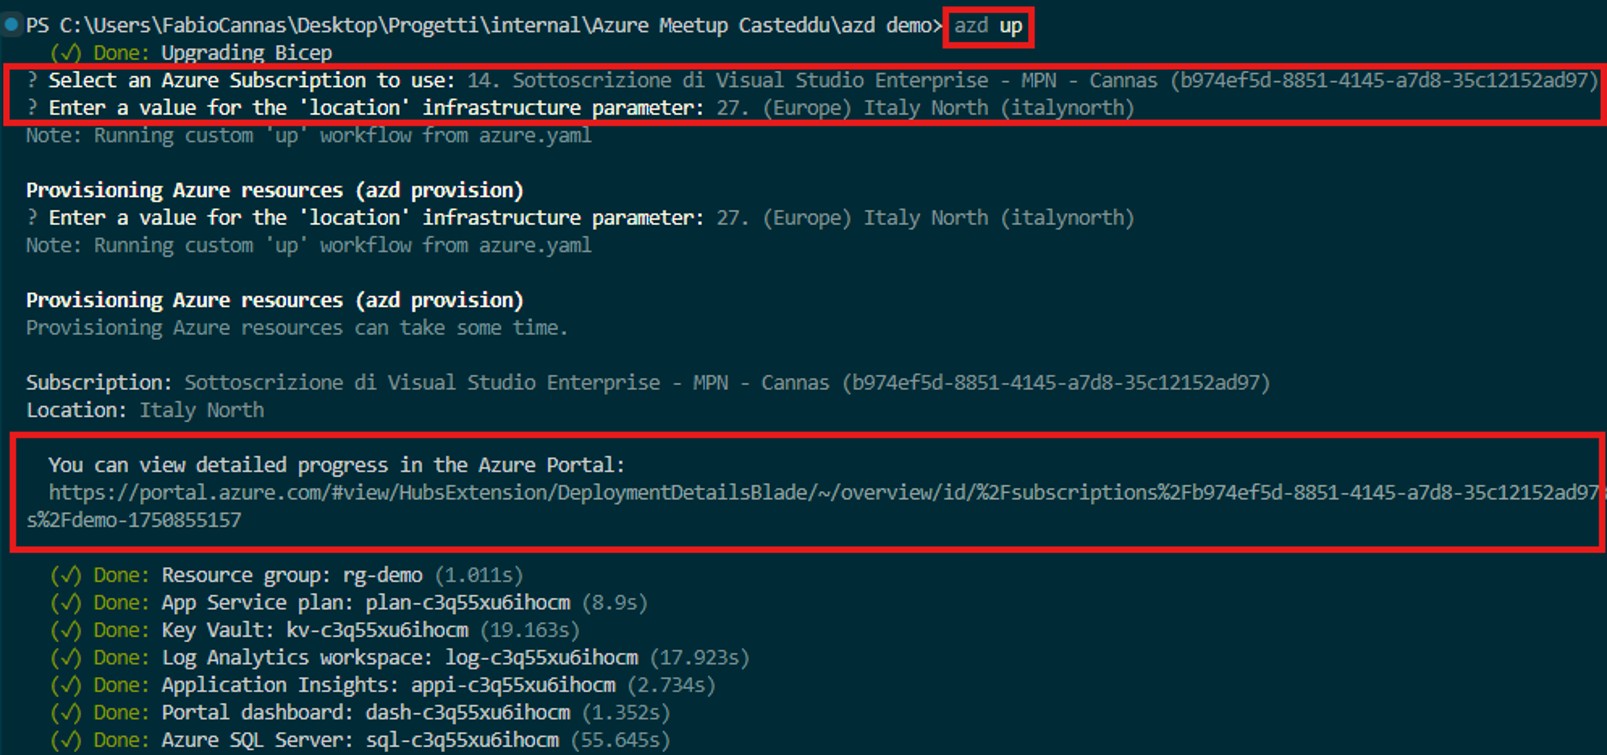 PS C:\Users\FabioCannas\Desktop\Progetti\internal\Azure Meetup Casteddu\azd demo> azd up
(✓) Done: Upgrading Bicep
? Select an Azure Subscription to use: 14. Sottoscrizione di Visual Studio Enterprise - MPN - Cannas (b974ef5d-8851-4145-a7d8-35c12152ad97)
? Enter a value for the 'location' infrastructure parameter: 27. (Europe) Italy North (italynorth)
Note: Running custom 'up' workflow from azure.yaml
Provisioning Azure resources (azd provision)
? Enter a value for the 'location' infrastructure parameter: 27. (Europe) Italy North (italynorth)
Note: Running custom 'up' workflow from azure.yaml
Provisioning Azure resources (azd provision)
Provisioning Azure resources can take some time.
Subscription: Sottoscrizione di Visual Studio Enterprise - MPN - Cannas (b974ef5d-8851-4145-a7d8-35c12152ad97)
Location: Italy North
You can view detailed progress in the Azure Portal:
https://portal.azure.com/#view/HubsExtension/DeploymentDetailsBlade/~/overview/id/%2Fsubscriptions%2Fb974ef5d-8851-4145-a7d8-35c12152ad97
s%2Fdemo-1750855157
(✓) Done: Resource group: rg-demo (1.011s)
(✓) Done: App Service plan: plan-c3q55xu6ihocm (8.9s)
(✓) Done: Key Vault: kv-c3q55xu6ihocm (19.163s)
(✓) Done: Log Analytics workspace: log-c3q55xu6ihocm (17.923s)
(✓) Done: Application Insights: appi-c3q55xu6ihocm (2.734s)
(✓) Done: Portal dashboard: dash-c3q55xu6ihocm (1.352s)
(✓) Done: Azure SQL Server: sql-c3q55xu6ihocm (55.645s)